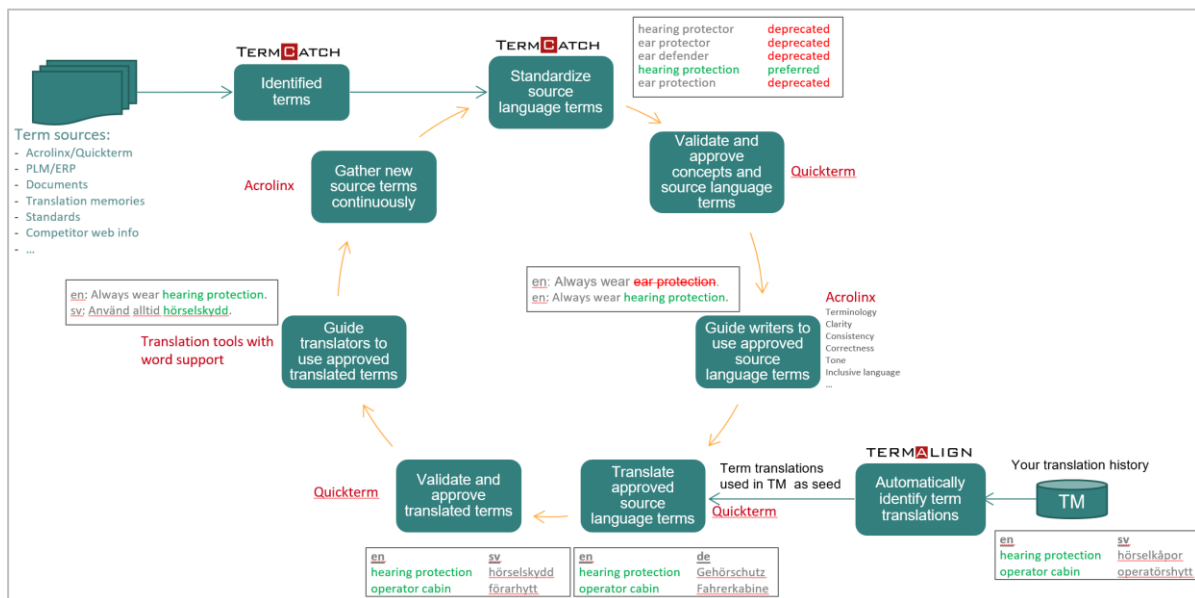 TERMCATCH
Identified
terms
TERMCATCH
Standardize
source
language terms
hearing protector deprecated
ear protector deprecated
ear defender deprecated
hearing protection preferred
ear protection deprecated
Term sources:
- Acrolinx/Quickterm
- PLM/ERP
- Documents
- Translation memories
- Standards
- Competitor web info
- ...
Acrolinx
Gather new
source terms
continuously
Validate and
approve
concepts and
source language
terms
Quickterm
en: Always wear hearing protection.
sv: Använd alltid hörselskydd.
en: Always wear ear protection.
en: Always wear hearing protection.
Translation tools with
word support
Guide
translators to
use approved
translated terms
Guide writers to
use approved
source
language terms
Acrolinx
Terminology
Clarity
Consistency
Correctness
Tone
Inclusive language
...
Quickterm
Validate and
approve
translated terms
Translate
approved
source
language terms
Quickterm
Term translations
used in TM as seed
TERMALIGN
Automatically
identify term
translations
Your translation history
TM
en sv
hearing protection hörselskydd
operator cabin förarhytt
en de
hearing protection Gehörschutz
operator cabin Fahrerkabine
en sv
hearing protection hörselkåpor
operator cabin operatörshytt